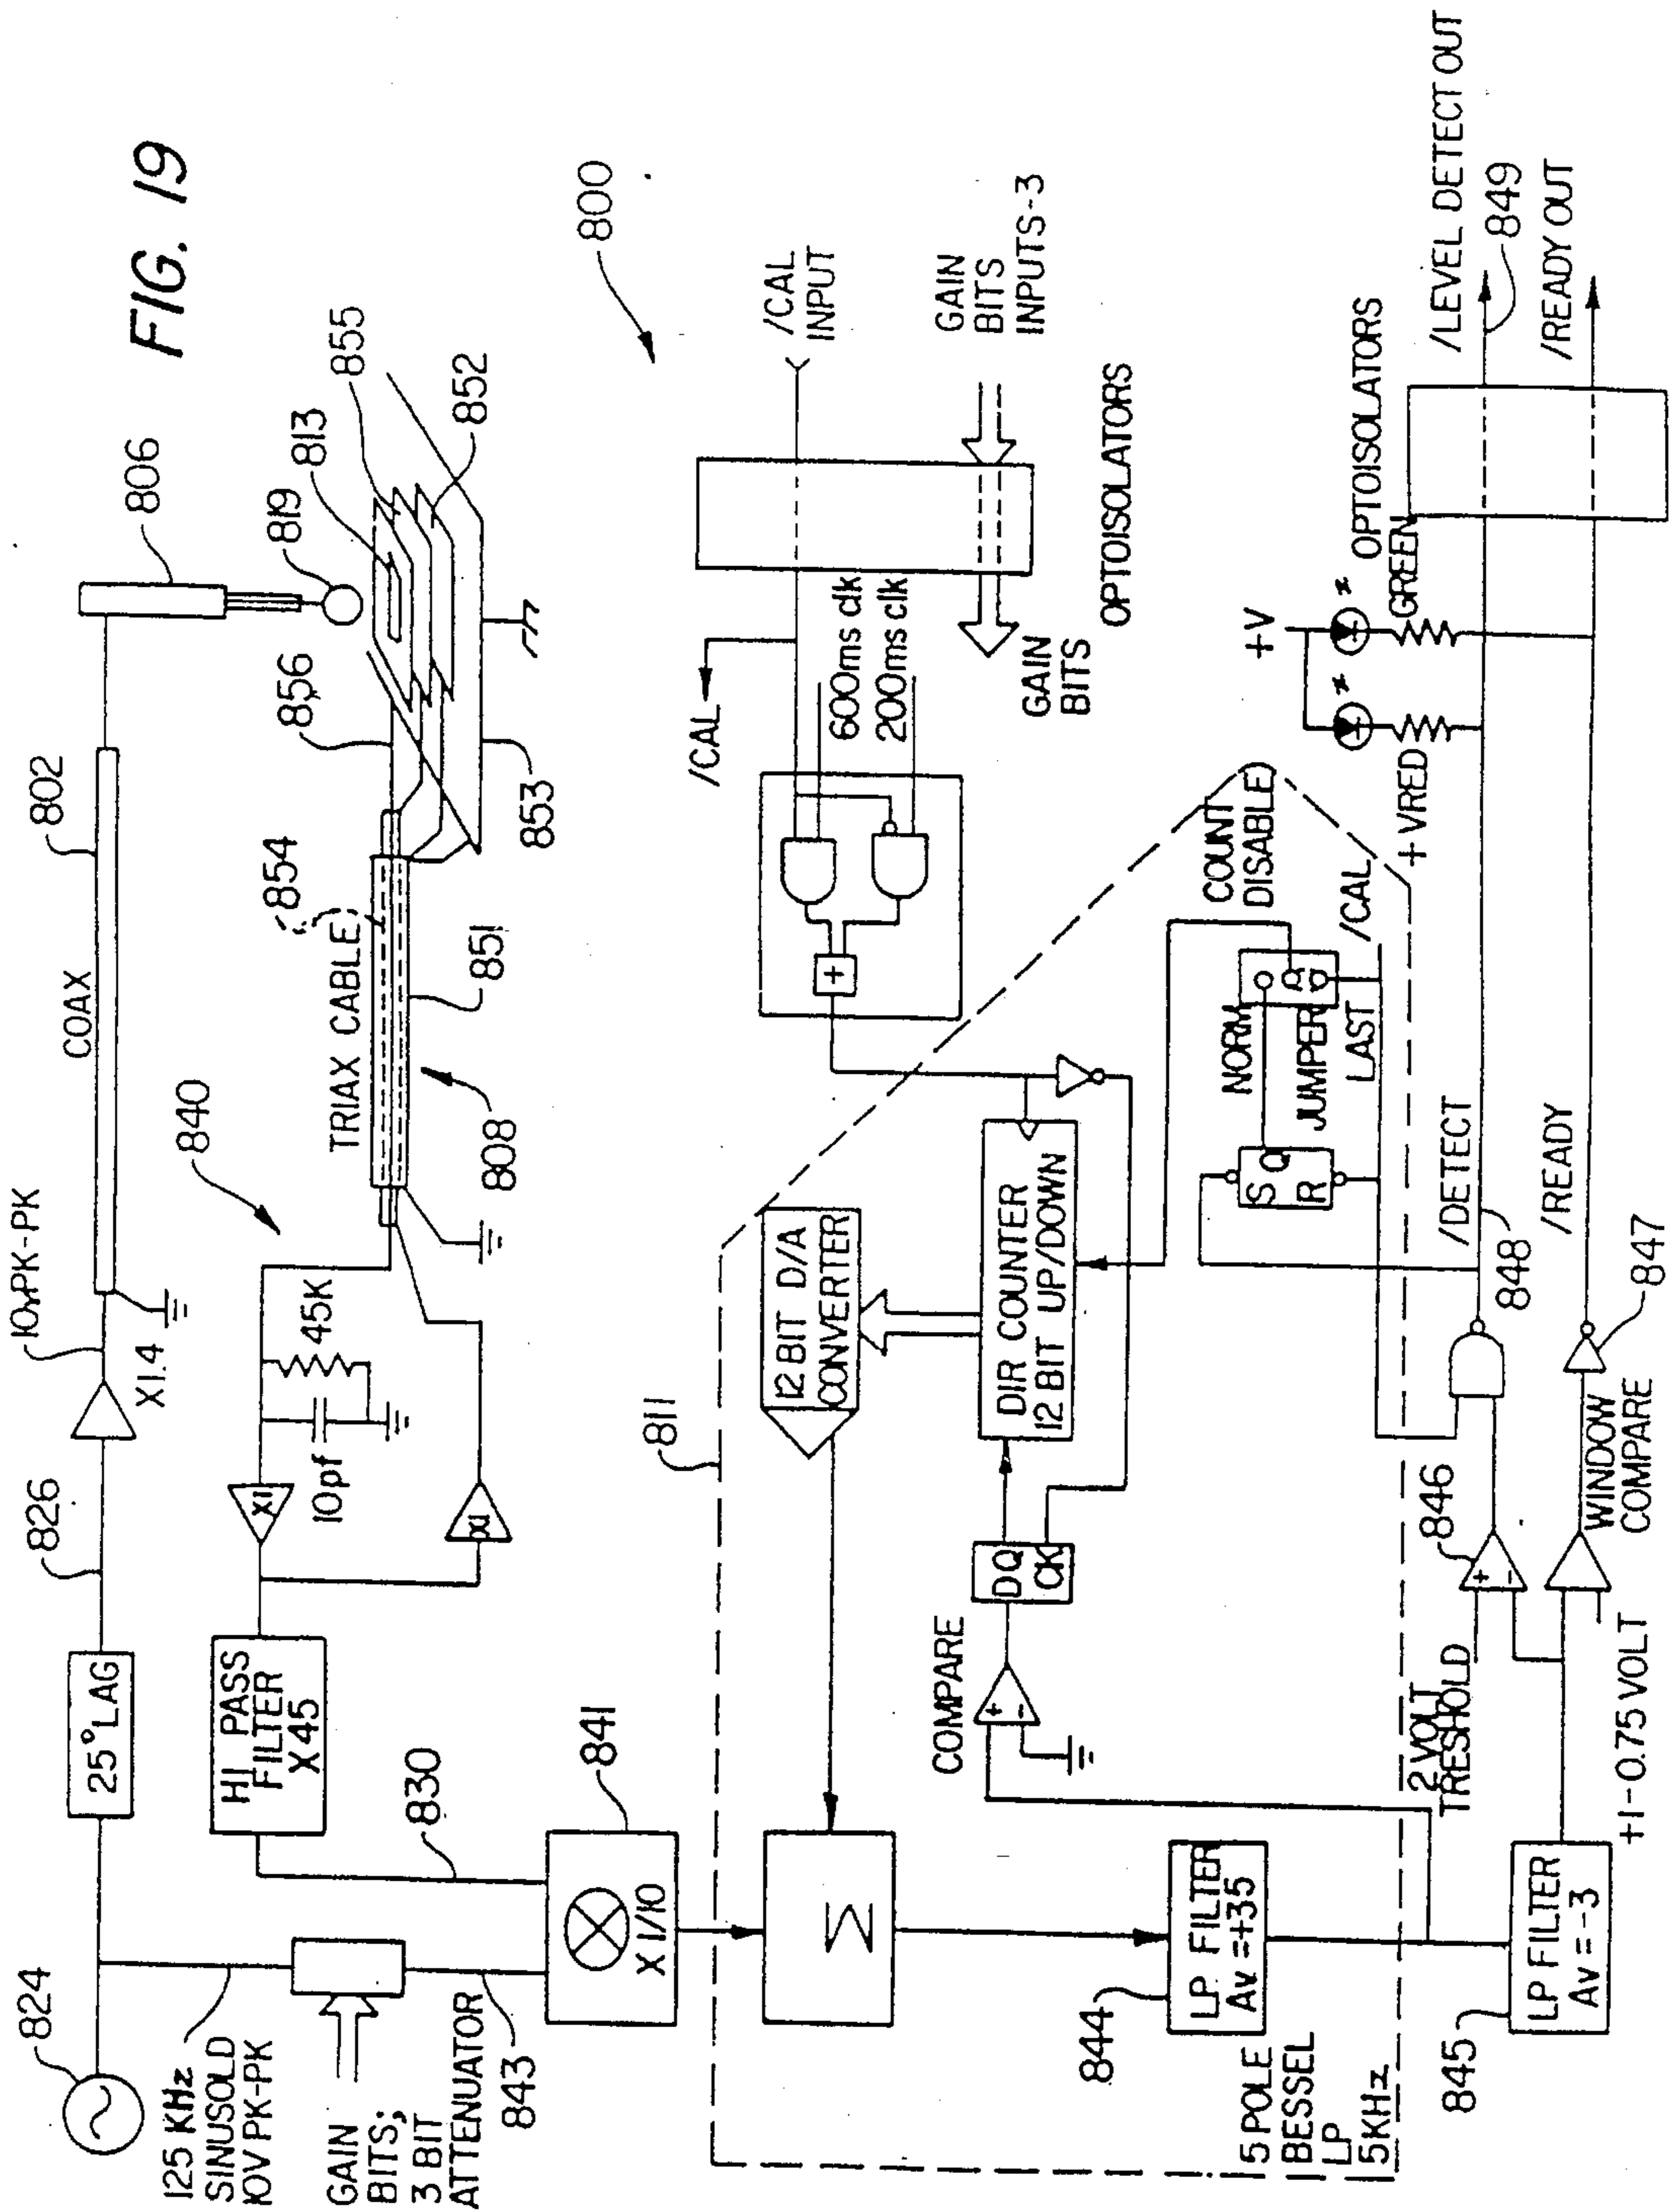 FIG. 19
824
125 KHz
SINUSOLD
10V PK-PK
25° LAG
826
X1.4
10vPK-PK
COAX
802
806
819
813
855
852
856
853
854
TRIAX CABLE
851
808
840
45K
10pf
X1
X1
HI PASS
FILTER
X45
830
841
X 1/10
GAIN
BITS;
3 BIT
ATTENUATOR
843
800
/CAL
INPUT
GAIN
BITS
INPUTS-3
OPTOISOLATORS
/CAL
600ms clk
200ms clk
GAIN
BITS
+
811
12 BIT D/A
CONVERTER
DIR COUNTER
12 BIT UP/DOWN
COUNT
DISABLE
NORM
JUMPER
LAST
/CAL
S Q
R
COMPARE
+
-
D Q
CK
Σ
844
LP FILTER
Av =+35
5 POLE
BESSEL
LP
5KHz
845
LP FILTER
Av = -3
2 VOLT
TRESHOLD
+1-0.75 VOLT
846
+
-
WINDOW
COMPARE
847
848
/DETECT
/READY
+VRED
+V
GREEN
OPTOISOLATORS
/LEVEL DETECT OUT
849
/READY OUT